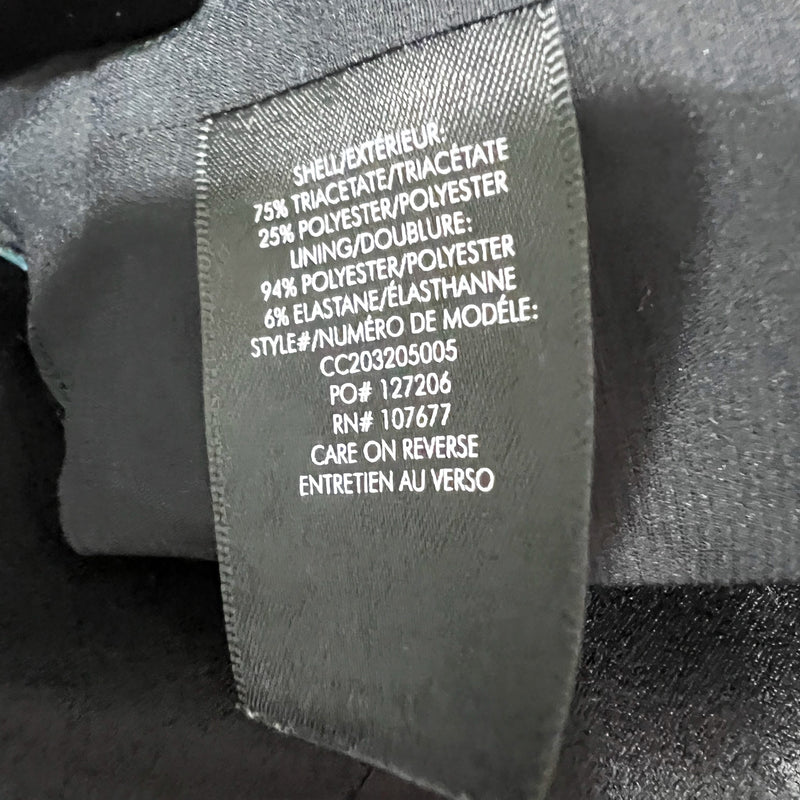 SHELL/EXTÉRIEUR:
75% TRIACETATE/TRIACÉTATE
25% POLYESTER/POLYESTER
LINING/DOUBLURE:
94% POLYESTER/POLYESTER
6% ELASTANE/ÉLASTHANNE
STYLE#/NUMÉRO DE MODÉLE:
CC203205005
PO# 127206
RN# 107677
CARE ON REVERSE
ENTRETIEN AU VERSO